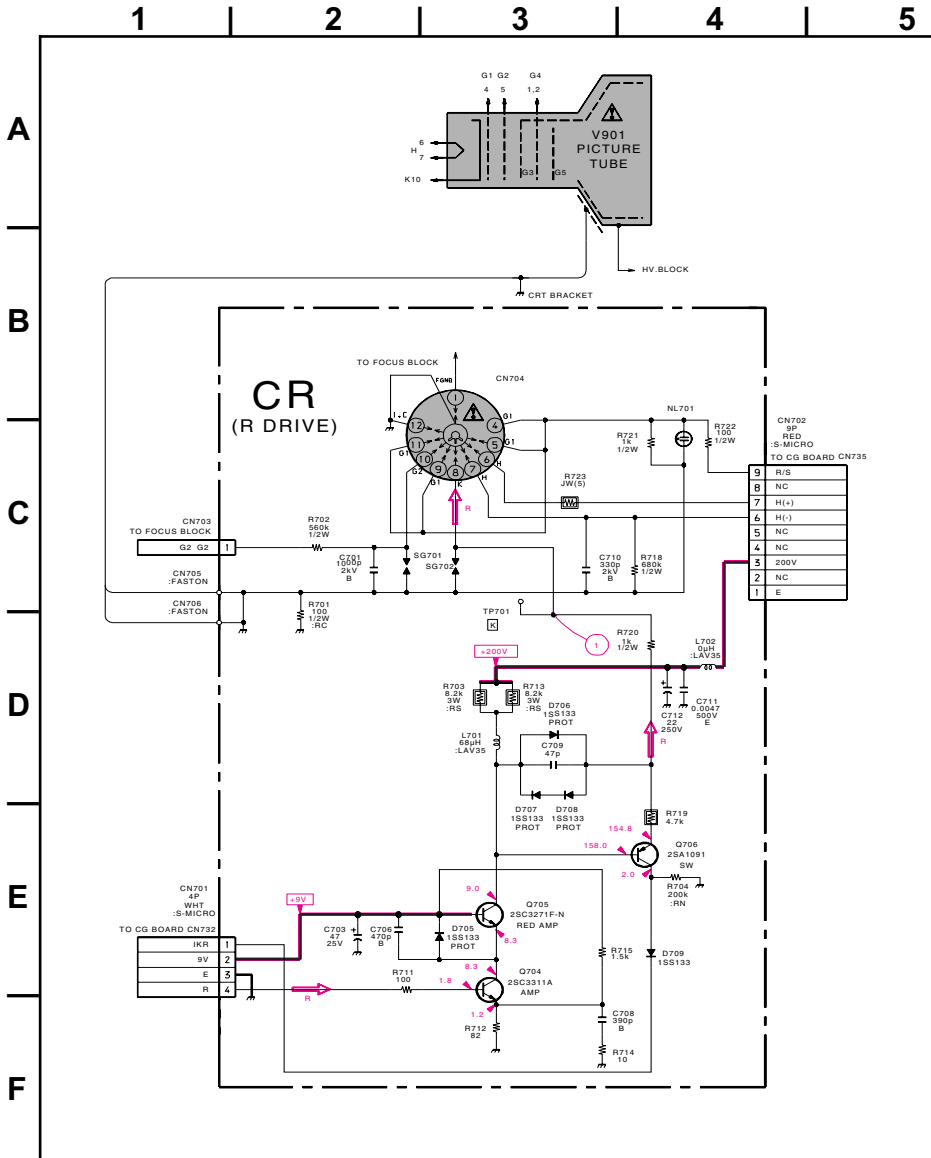 1 2 3 4 5
A
B
C
D
E
F
G1 G2 G4
4 5 1,2
V901
PICTURE
TUBE
6
H
7
K10
G3 G5
HV.BLOCK
CRT BRACKET
TO FOCUS BLOCK
CR
(R DRIVE)
FGND
CN704
1
I.C
12
11
10
9
8
7
6
5
4
G1
G1
G1
G2
G1
K
H
H
R
NL701
R721
1k
1/2W
R722
100
1/2W
CN702
9P
RED
:S-MICRO
TO CG BOARD CN735
9 R/S
8 NC
7 H(+)
6 H(-)
5 NC
4 NC
3 200V
2 NC
1 E
R723
JW(5)
CN703
TO FOCUS BLOCK
G2 G2 1
R702
560k
1/2W
C701
1000p
2kV
B
SG701
SG702
C710
330p
2kV
B
R718
680k
1/2W
CN705
:FASTON
CN706
:FASTON
R701
100
1/2W
:RC
TP701
K
1
R720
1k
1/2W
L702
0µH
:LAV35
+200V
R703
8.2k
3W
:RS
R713
8.2k
3W
:RS
D706
1SS133
PROT
C709
47p
L701
68µH
:LAV35
C712
22
250V
C711
0.0047
500V
E
R
D707
1SS133
PROT
D708
1SS133
PROT
R719
4.7k
154.8
158.0
Q706
2SA1091
SW
2.0
R704
200k
:RN
CN701
4P
WHT
:S-MICRO
TO CG BOARD CN732
IKR 1
9V 2
E 3
R 4
+9V
9.0
Q705
2SC3271F-N
RED AMP
8.3
C703
47
25V
C706
470p
B
D705
1SS133
PROT
R715
1.5k
D709
1SS133
R
R711
100
8.3
1.8
Q704
2SC3311A
AMP
1.2
R712
82
C708
390p
B
R714
10